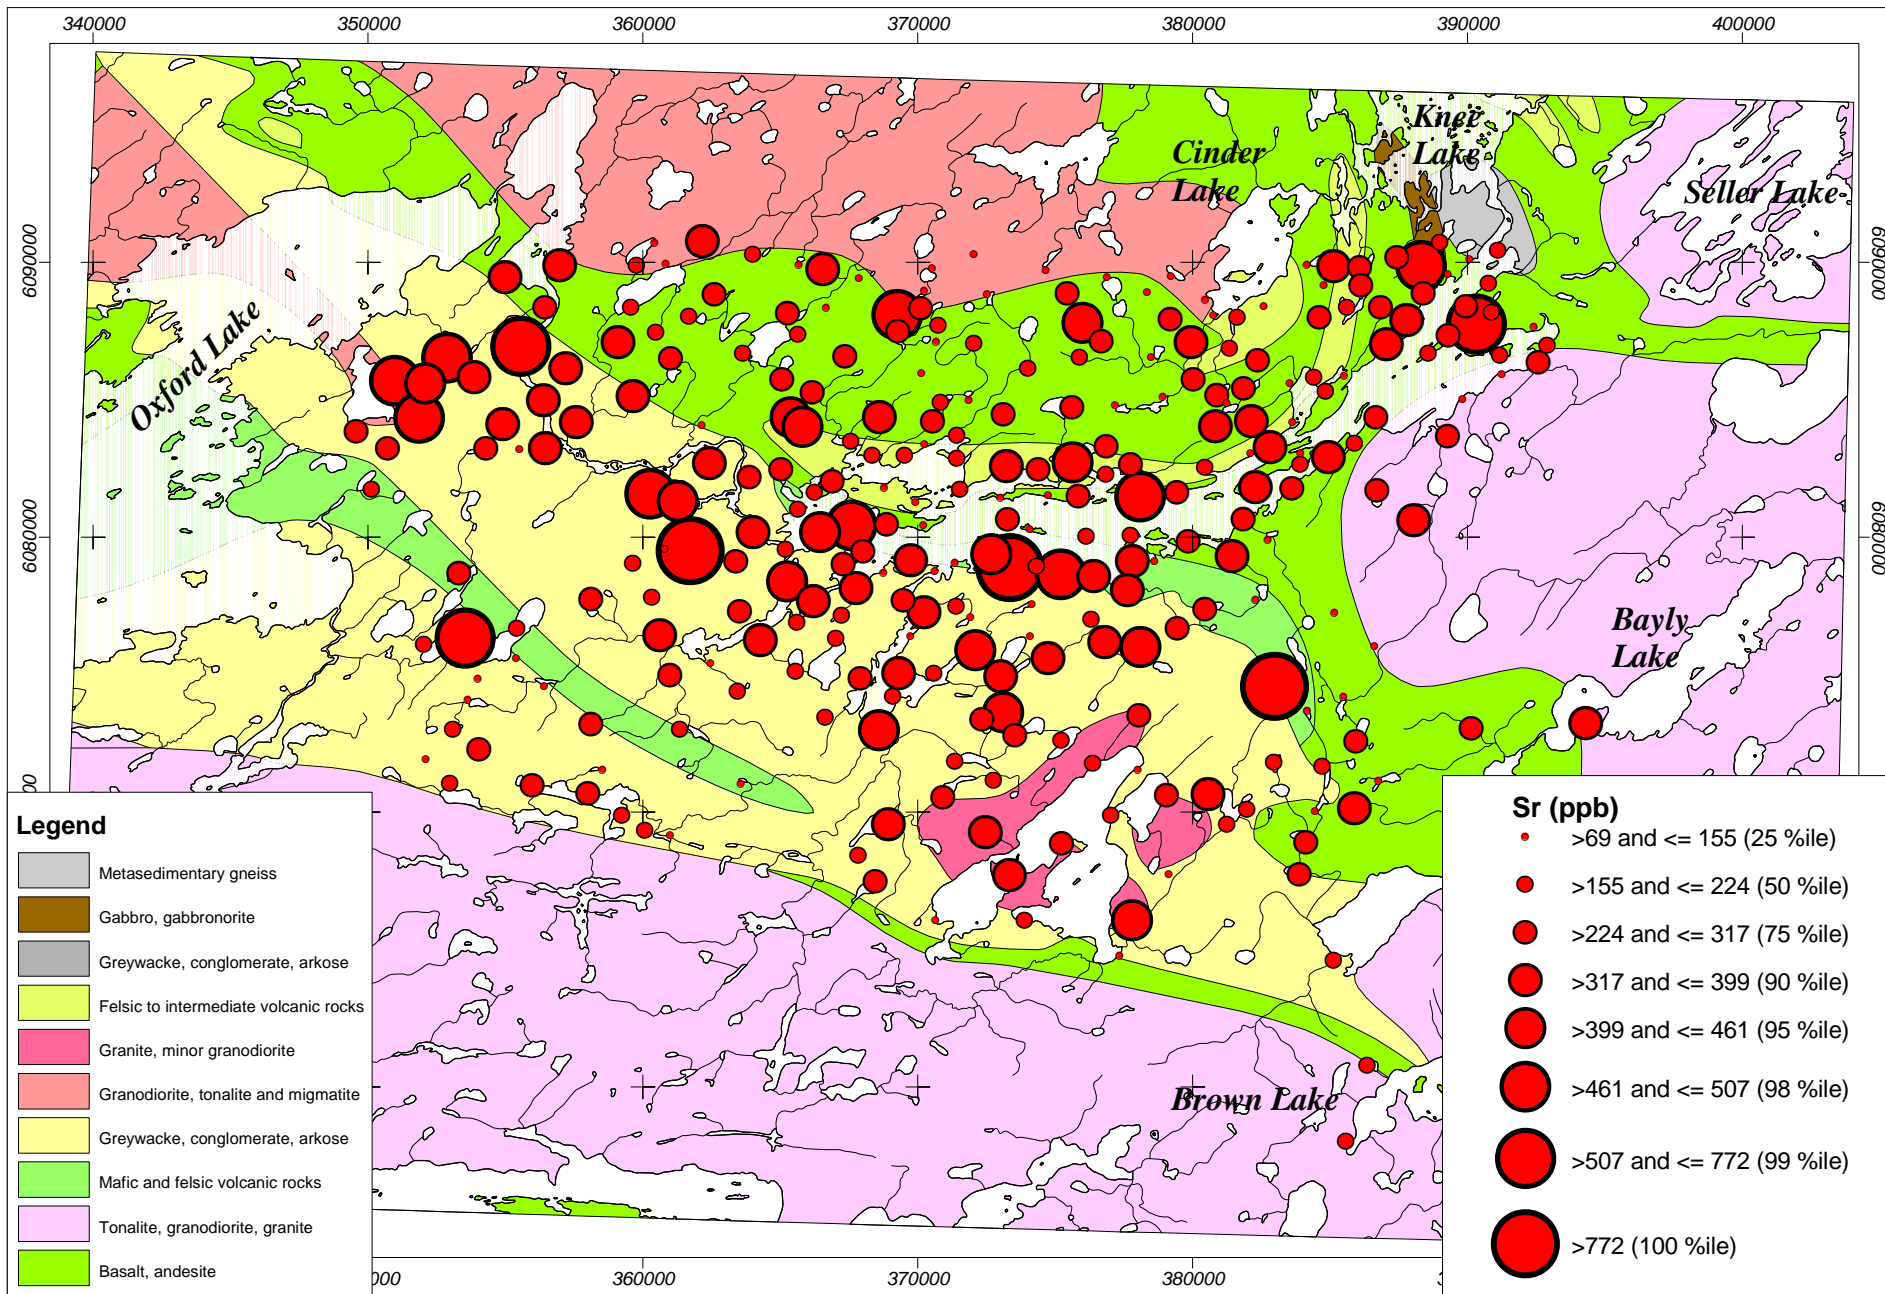 340000 350000 360000 370000 380000 390000 400000
Knee
Lake
Cinder
Lake
Seller Lake
6090000
6090000
Oxford Lake
6080000
6080000
Bayly
Lake
Brown Lake
Legend
Metasedimentary gneiss
Gabbro, gabbronorite
Greywacke, conglomerate, arkose
Felsic to intermediate volcanic rocks
Granite, minor granodiorite
Granodiorite, tonalite and migmatite
Greywacke, conglomerate, arkose
Mafic and felsic volcanic rocks
Tonalite, granodiorite, granite
Basalt, andesite
Sr (ppb)
>69 and <= 155 (25 %ile)
>155 and <= 224 (50 %ile)
>224 and <= 317 (75 %ile)
>317 and <= 399 (90 %ile)
>399 and <= 461 (95 %ile)
>461 and <= 507 (98 %ile)
>507 and <= 772 (99 %ile)
>772 (100 %ile)
360000 370000 380000